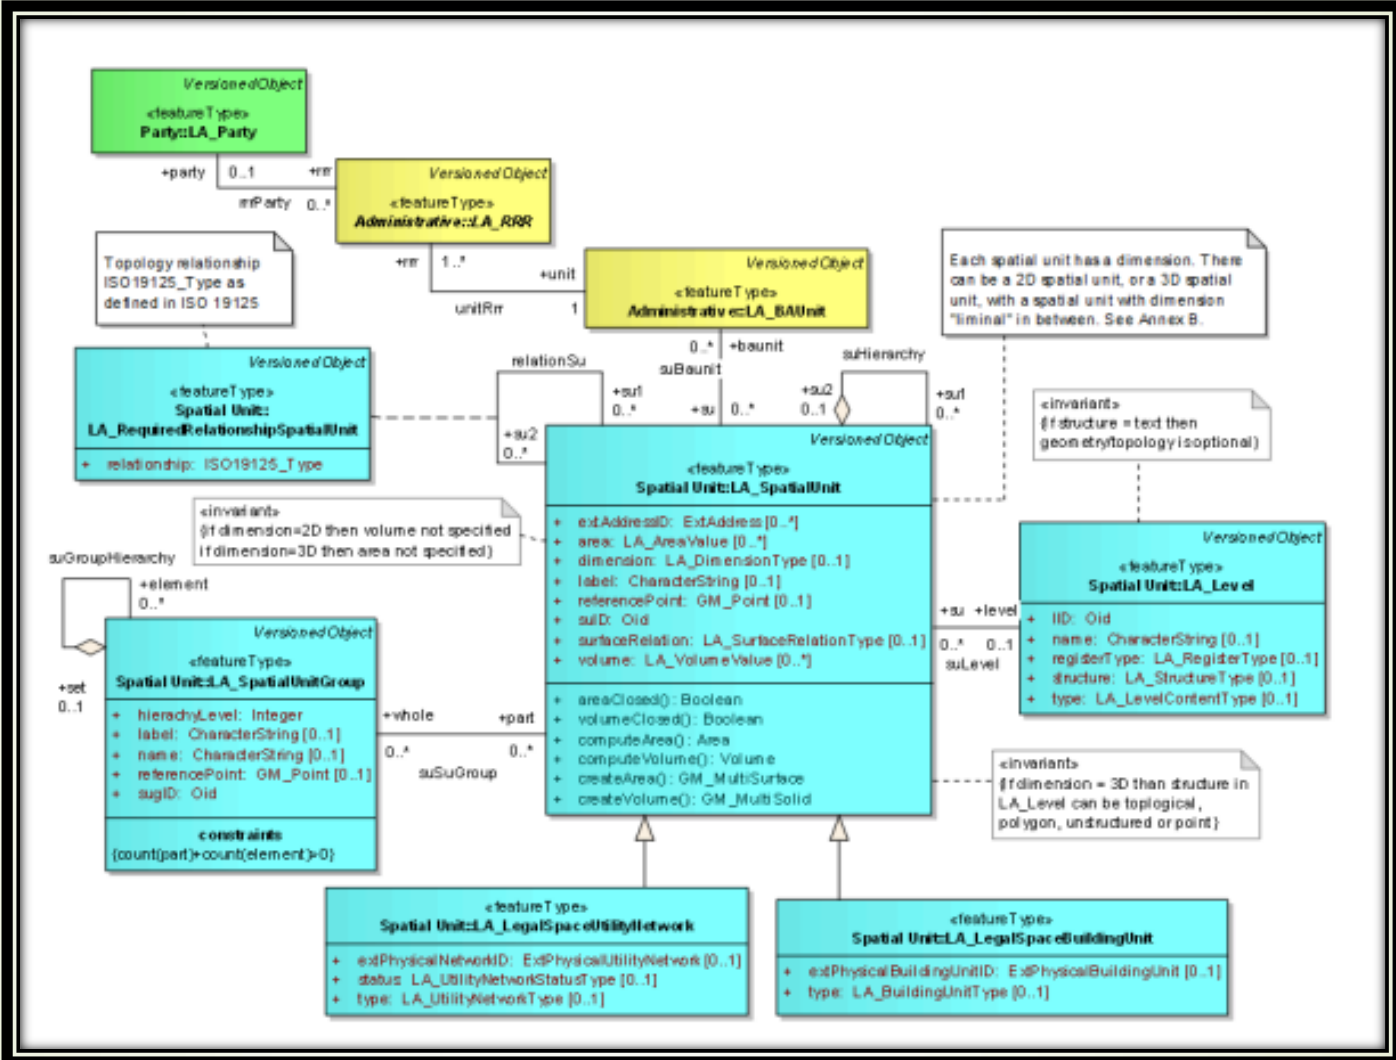 VersionedObject
«featureType»
Party::LA_Party
+party
0..1
+rrr
rrrParty
0..*
VersionedObject
«featureType»
Administrative::LA_RRR
+rrr
1..*
+unit
unitRrr
1
VersionedObject
«featureType»
Administrative::LA_BAUnit
Topology relationship
ISO19125_Type as
defined in ISO 19125
Each spatial unit has a dimension. There
can be a 2D spatial unit, or a 3D spatial
unit, with a spatial unit with dimension
"liminal" in between. See Annex B.
0..* +baunit
suBaunit
+su 0..*
relationSu
+su1
0..*
+su2
0..*
suHierarchy
+su2
0..1
+su1
0..*
VersionedObject
«featureType»
Spatial Unit::
LA_RequiredRelationshipSpatialUnit
+ relationship: ISO19125_Type
«invariant»
{if structure = text then
geometry/topology is optional}
VersionedObject
«featureType»
Spatial Unit::LA_SpatialUnit
+ extAddressID: ExtAddress [0..*]
+ area: LA_AreaValue [0..*]
+ dimension: LA_DimensionType [0..1]
+ label: CharacterString [0..1]
+ referencePoint: GM_Point [0..1]
+ suID: Oid
+ surfaceRelation: LA_SurfaceRelationType [0..1]
+ volume: LA_VolumeValue [0..*]
+ areaClosed() : Boolean
+ volumeClosed() : Boolean
+ computeArea() : Area
+ computeVolume() : Volume
+ createArea() : GM_MultiSurface
+ createVolume() : GM_MultiSolid
«invariant»
{if dimension=2D then volume not specified
if dimension=3D then area not specified}
suGroupHierarchy
+element
0..*
+set
0..1
VersionedObject
«featureType»
Spatial Unit::LA_SpatialUnitGroup
+ hierachyLevel: Integer
+ label: CharacterString [0..1]
+ name: CharacterString [0..1]
+ referencePoint: GM_Point [0..1]
+ sugID: Oid
constraints
{count(part)+count(element)>0}
+whole
0..*
+part
0..*
suSuGroup
+su +level
0..* 0..1
suLevel
VersionedObject
«featureType»
Spatial Unit::LA_Level
+ lID: Oid
+ name: CharacterString [0..1]
+ registerType: LA_RegisterType [0..1]
+ structure: LA_StructureType [0..1]
+ type: LA_LevelContentType [0..1]
«invariant»
{if dimension = 3D than structure in
LA_Level can be toplogical,
polygon, unstructured or point}
«featureType»
Spatial Unit::LA_LegalSpaceUtilityNetwork
+ extPhysicalNetworkID: ExtPhysicalUtilityNetwork [0..1]
+ status: LA_UtilityNetworkStatusType [0..1]
+ type: LA_UtilityNetworkType [0..1]
«featureType»
Spatial Unit::LA_LegalSpaceBuildingUnit
+ extPhysicalBuildingUnitID: ExtPhysicalBuildingUnit [0..1]
+ type: LA_BuildingUnitType [0..1]